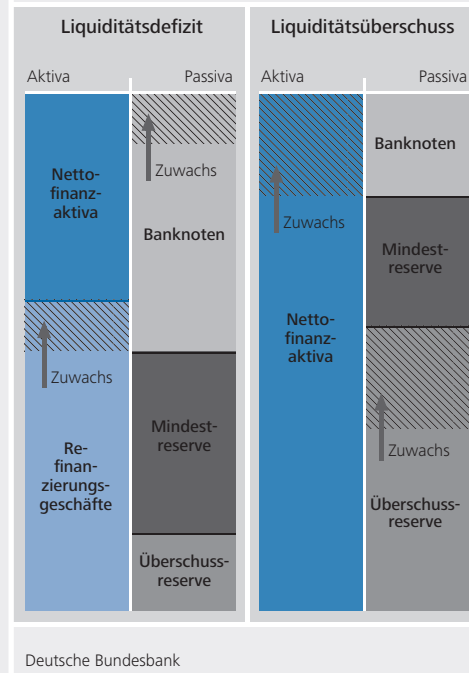 Liquiditätsdefizit
Aktiva
Passiva
Netto-
finanz-
aktiva
Zuwachs
Re-
finan-
zierungs-
geschäfte
Zuwachs
Banknoten
Mindest-
reserve
Überschuss-
reserve
Liquiditätsüberschuss
Aktiva
Passiva
Zuwachs
Netto-
finanz-
aktiva
Banknoten
Mindest-
reserve
Zuwachs
Überschuss-
reserve
Deutsche Bundesbank